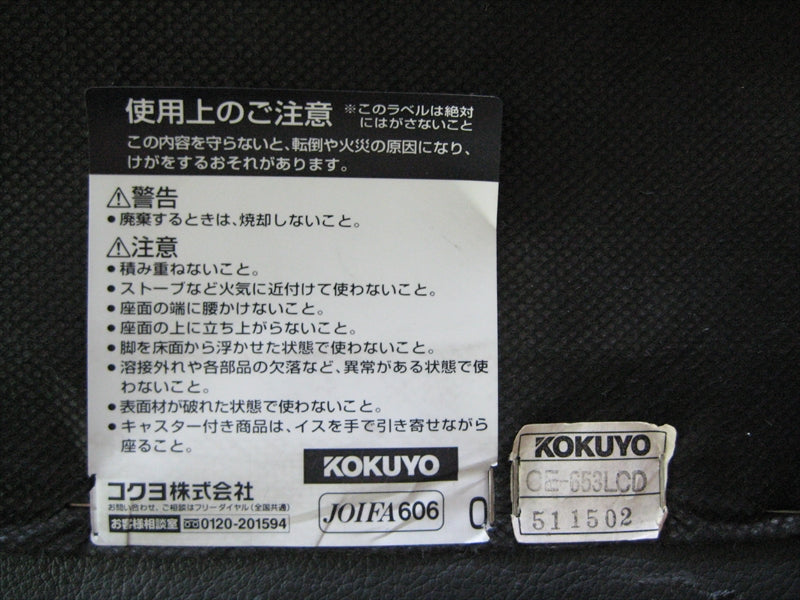 使用上のご注意 ※このラベルは絶対
にはがさないこと
この内容を守らないと、転倒や火災の原因になり、
けがをするおそれがあります。
⚠警告
●廃棄するときは、焼却しないこと。
⚠注意
●積み重ねないこと。
●ストーブなど火気に近付けて使わないこと。
●座面の端に腰かけないこと。
●座面の上に立ち上がらないこと。
●脚を床面から浮かせた状態で使わないこと。
●溶接外れや各部品の欠落など、異常がある状態で使
わないこと。
●表面材が破れた状態で使わないこと。
●キャスター付き商品は、イスを手で引き寄せながら
座ること。
KOKUYO
コクヨ株式会社
お問い合わせ、ご相談はフリーダイヤル(全国共通)
お客様相談室 0120-201594
JOIFA 606
0
KOKUYO
CE-653LCD
511502